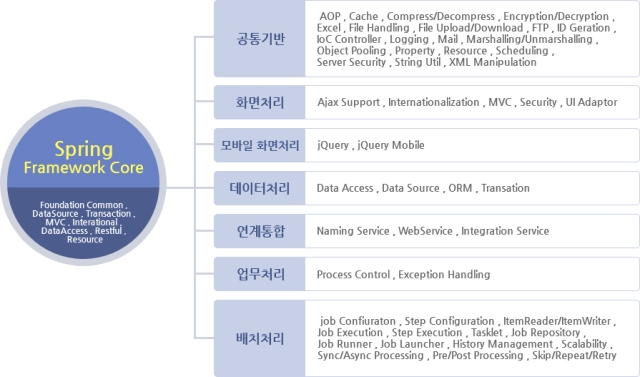 Spring
Framework Core
Foundation Common ,
DataSource , Transaction ,
MVC , Interational ,
DataAccess , Restful ,
Resource
공통기반
AOP , Cache , Compress/Decompress , Encryption/Decryption ,
Excel , File Handling , File Upload/Download , FTP , ID Geration ,
IoC Controller , Logging , Mail , Marshalling/Unmarshalling ,
Object Pooling , Property , Resource , Scheduling ,
Server Security , String Util , XML Manipulation
화면처리
Ajax Support , Internationalization , MVC , Security , UI Adaptor
모바일 화면처리
jQuery , jQuery Mobile
데이터처리
Data Access , Data Source , ORM , Transation
연계통합
Naming Service , WebService , Integration Service
업무처리
Process Control , Exception Handling
배치처리
job Confiuraton , Step Configuration , ItemReader/ItemWriter ,
Job Execution , Step Execution , Tasklet , Job Repository ,
Job Runner , Job Launcher , History Management , Scalability ,
Sync/Async Processing , Pre/Post Processing , Skip/Repeat/Retry